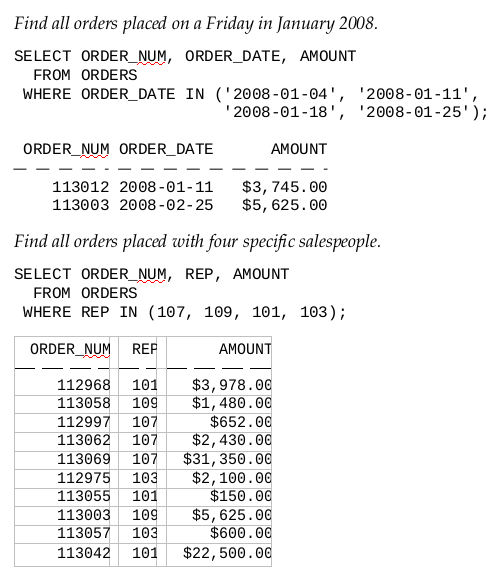 Find all orders placed on a Friday in January 2008.
SELECT ORDER_NUM, ORDER_DATE, AMOUNT
FROM ORDERS
WHERE ORDER_DATE IN ('2008-01-04', '2008-01-11',
'2008-01-18', '2008-01-25');
ORDER_NUM ORDER_DATE AMOUNT
— — — — — — — — — — — — — —
113012 2008-01-11 $3,745.00
113003 2008-02-25 $5,625.00
Find all orders placed with four specific salespeople.
SELECT ORDER_NUM, REP, AMOUNT
FROM ORDERS
WHERE REP IN (107, 109, 101, 103);
ORDER_NUM REP AMOUNT
— — — — — — — — — — —
112968 101 $3,978.00
113058 109 $1,480.00
112997 107 $652.00
113062 107 $2,430.00
113069 107 $31,350.00
112975 103 $2,100.00
113055 101 $150.00
113003 109 $5,625.00
113057 103 $600.00
113042 101 $22,500.00